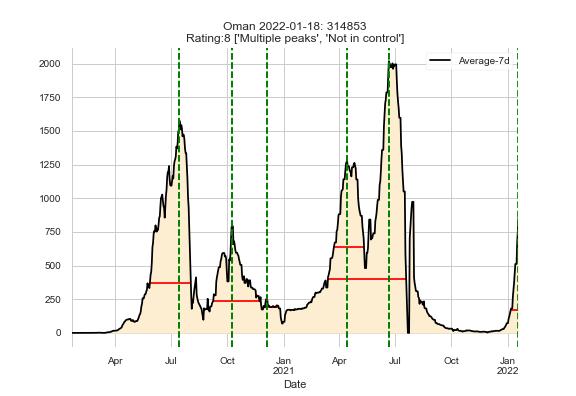 Oman 2022-01-18: 314853
Rating:8 ['Multiple peaks', 'Not in control']
Average-7d
2000
1750
1500
1250
1000
750
500
250
0
Apr Jul Oct Jan Apr Jul Oct Jan
2021 2022
Date